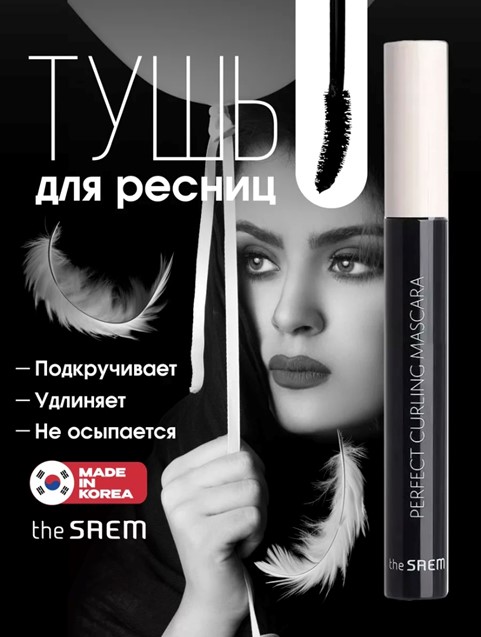 ТУШЬ
для ресниц
— Подкручивает
— Удлиняет
— Не осыпается
MADE
IN
KOREA
the SAEM
PERFECT CURLING MASCARA
the SAEM